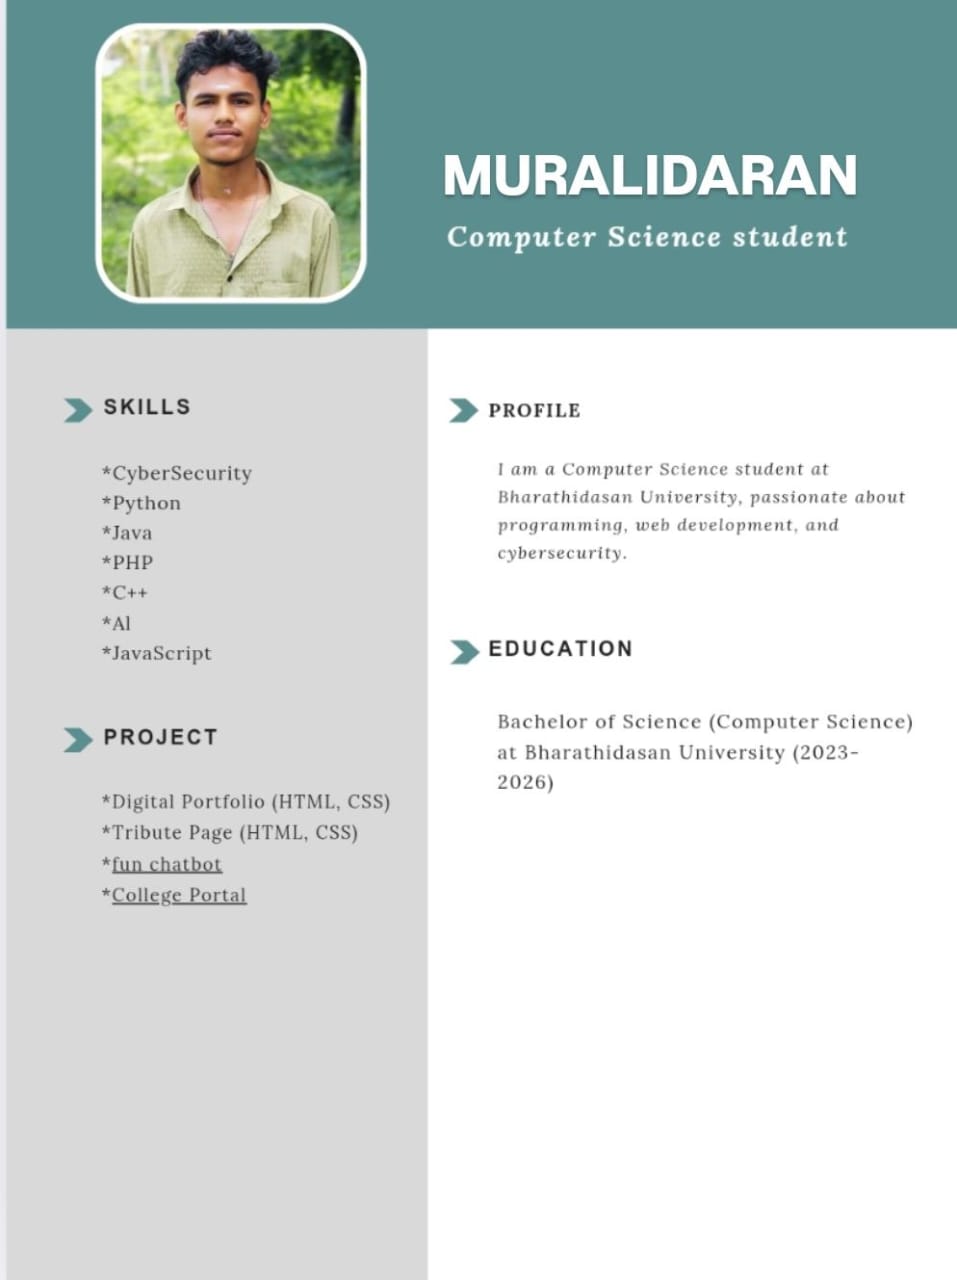 MURALIDARAN
Computer Science student
SKILLS
*CyberSecurity
*Python
*Java
*PHP
*C++
*Al
*JavaScript
PROJECT
*Digital Portfolio (HTML, CSS)
*Tribute Page (HTML, CSS)
*fun chatbot
*College Portal
PROFILE
I am a Computer Science student at
Bharathidasan University, passionate about
programming, web development, and
cybersecurity.
EDUCATION
Bachelor of Science (Computer Science)
at Bharathidasan University (2023-
2026)